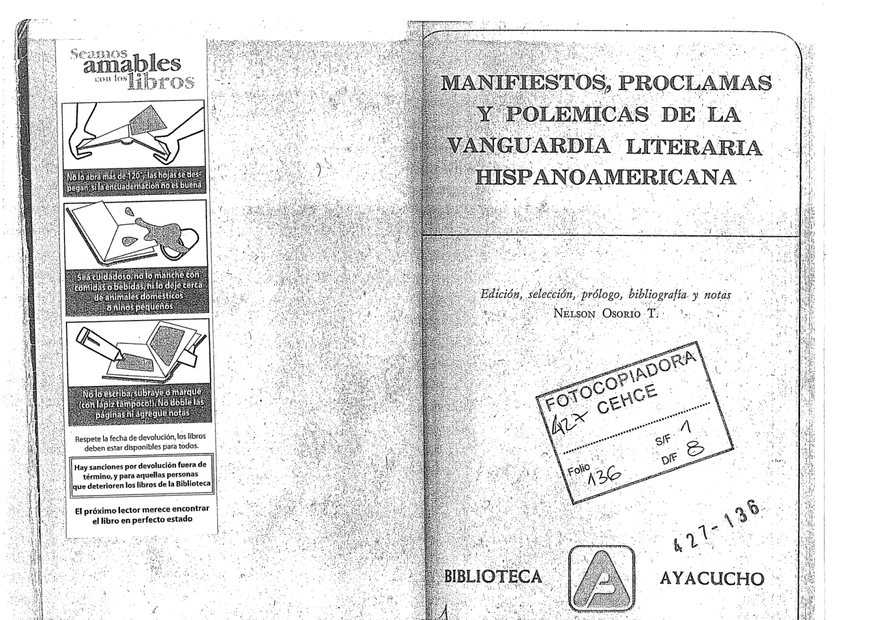 Seamos
amables
con los
libros
No lo abra más de 120°, las hojas se des-
pegan, si la encuadernación no es buena
Sea cuidadoso, no lo manche con
comidas o bebidas, ni lo deje cerca
de animales domésticos
o niños pequeños
No lo escriba, subraye o marque
(con lápiz tampoco!). No doble las
páginas ni agregue notas
Respete la fecha de devolución, los libros
deben estar disponibles para todos.
Hay sanciones por devolución fuera de
término, y para aquellas personas
que deterioren los libros de la Biblioteca
El próximo lector merece encontrar
el libro en perfecto estado
MANIFIESTOS, PROCLAMAS
Y POLEMICAS DE LA
VANGUARDIA LITERARIA
HISPANOAMERICANA
Edición, selección, prólogo, bibliografía y notas
NELSON OSORIO T.
FOTOCOPIADORA
CEHCE
427
S/F 1
Folio 136
D/F 8
427-136
BIBLIOTECA
AYACUCHO